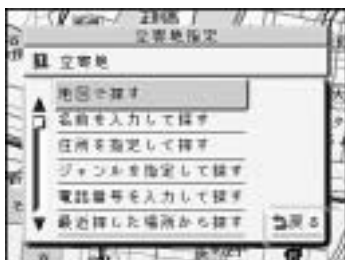 立寄地指定
立寄地
地図で探す
名前を入力して探す
住所を指定して探す
ジャンルを指定して探す
電話番号を入力して探す
最近探した場所から探す
戻る